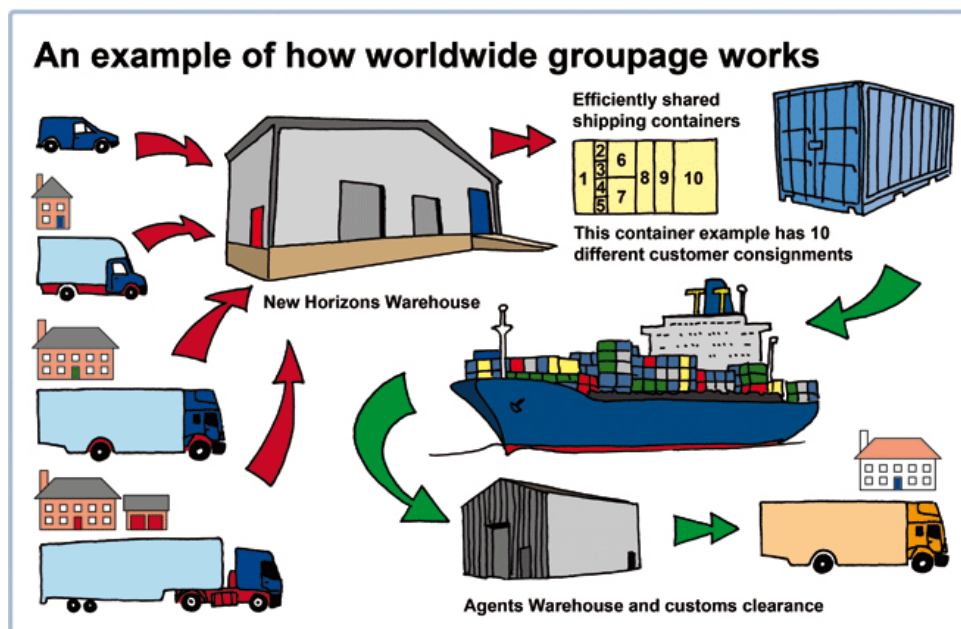 An example of how worldwide groupage works
Efficiently shared
shipping containers
1
2
3
4
5
6
7
8
9
10
This container example has 10
different customer consignments
New Horizons Warehouse
Agents Warehouse and customs clearance